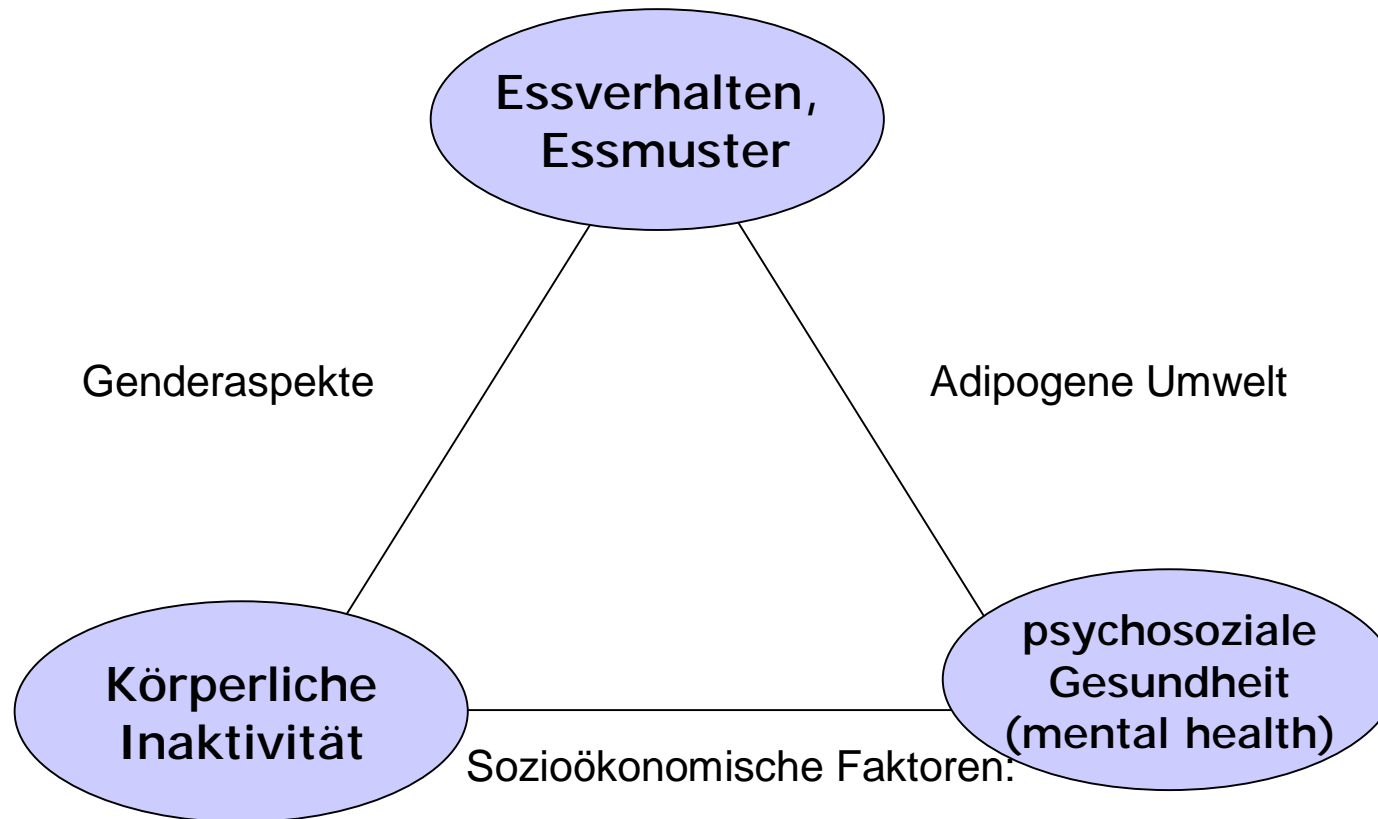 Essverhalten,
Essmuster
Genderaspekte
Adipogene Umwelt
Körperliche
Inaktivität
psychosoziale
Gesundheit
(mental health)
Sozioökonomische Faktoren: